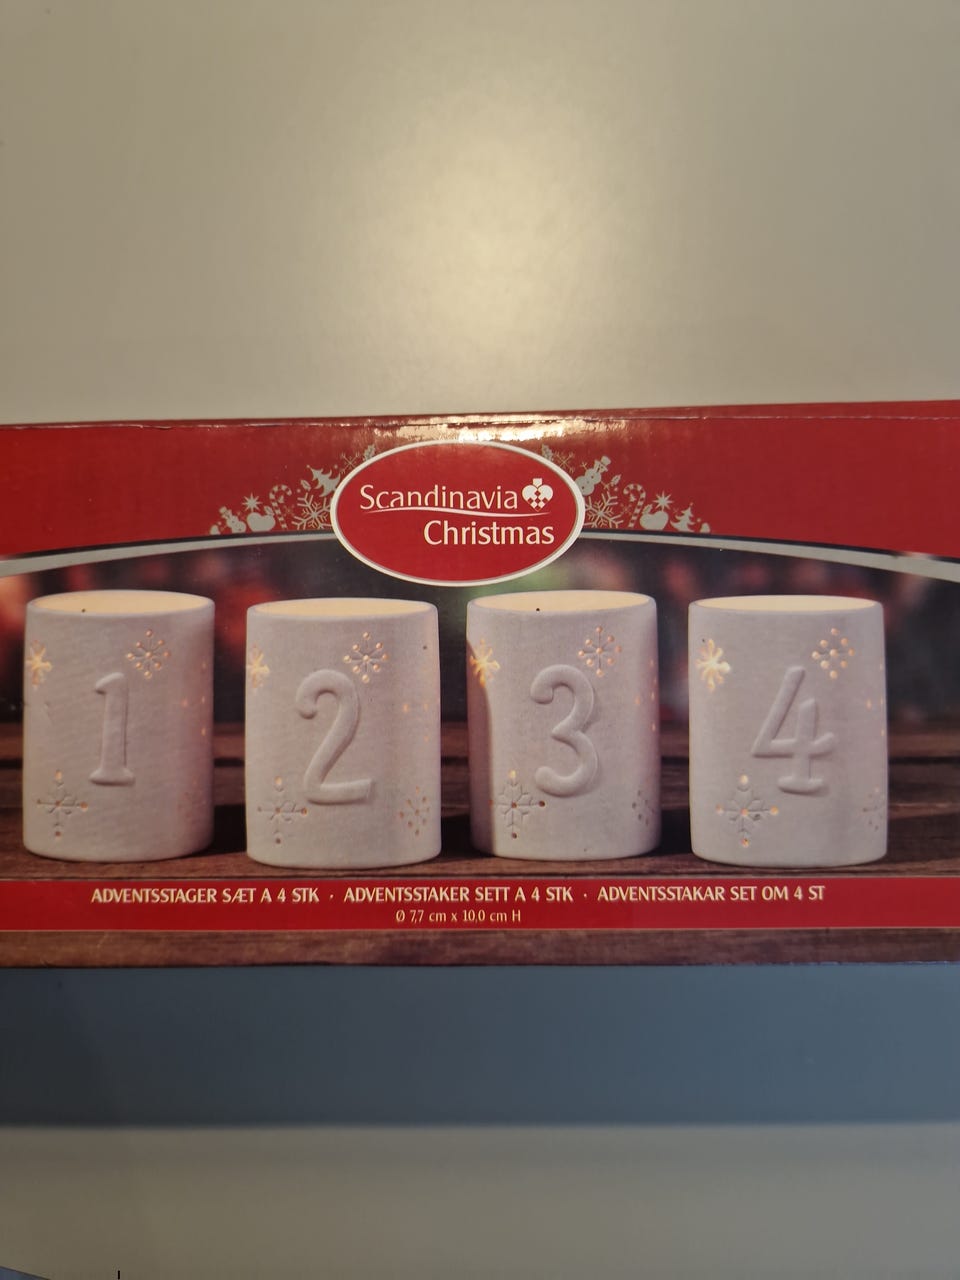 Scandinavia
Christmas
1 2 3 4
ADVENTSSTAGER SÆT A 4 STK · ADVENTSSTAKER SETT A 4 STK · ADVENTSSTAKAR SET OM 4 ST
Ø 7,7 cm x 10,0 cm H